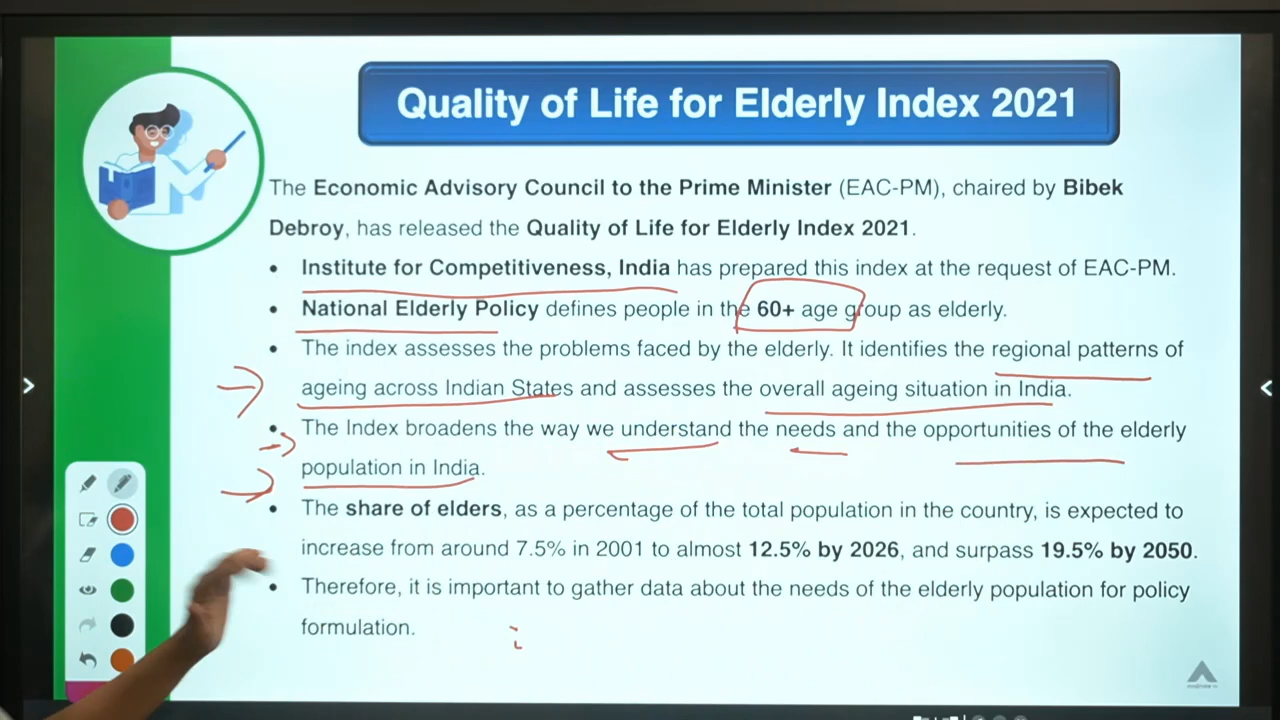 Quality of Life for Elderly Index 2021
The Economic Advisory Council to the Prime Minister (EAC-PM), chaired by Bibek
Debroy, has released the Quality of Life for Elderly Index 2021.
• Institute for Competitiveness, India has prepared this index at the request of EAC-PM.
• National Elderly Policy defines people in the 60+ age group as elderly.
• The index assesses the problems faced by the elderly. It identifies the regional patterns of
ageing across Indian States and assesses the overall ageing situation in India.
• The Index broadens the way we understand the needs and the opportunities of the elderly
population in India.
• The share of elders, as a percentage of the total population in the country, is expected to
increase from around 7.5% in 2001 to almost 12.5% by 2026, and surpass 19.5% by 2050.
• Therefore, it is important to gather data about the needs of the elderly population for policy
formulation.